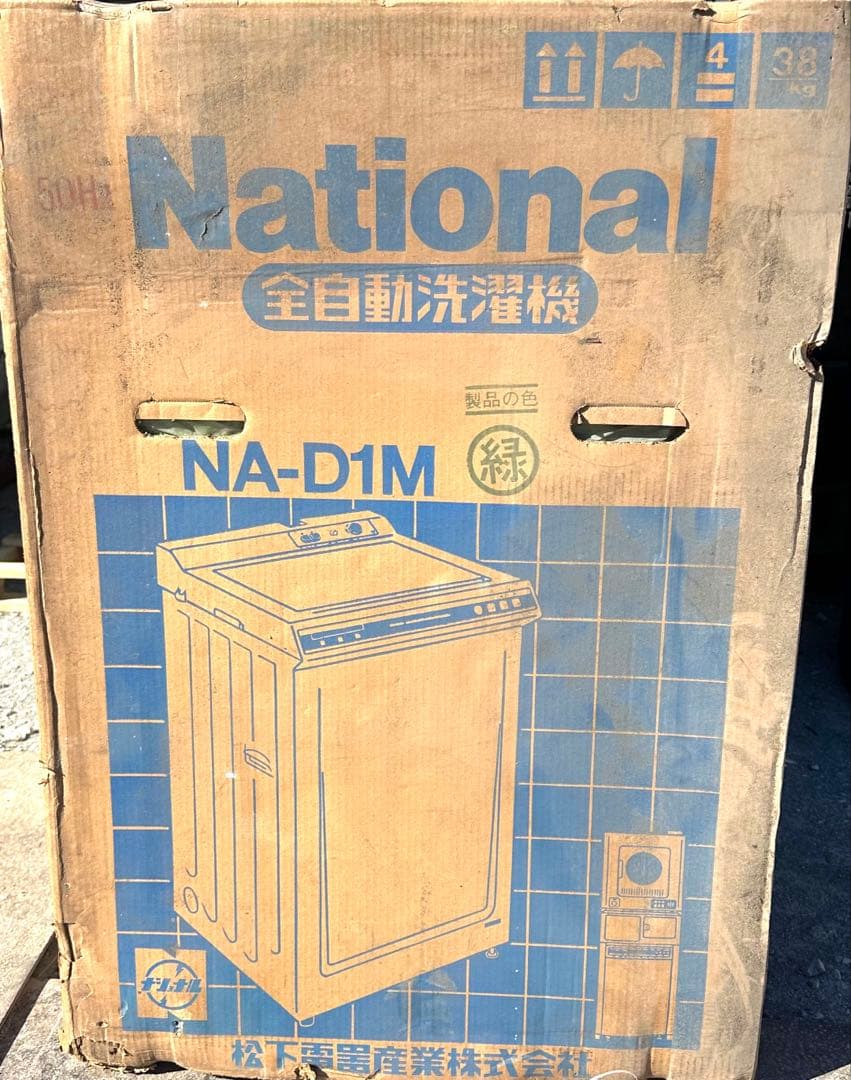 4
38
kg
50Hz
National
全自動洗濯機
製品の色
NA-D1M
緑
ナショナル
松下電器産業株式会社